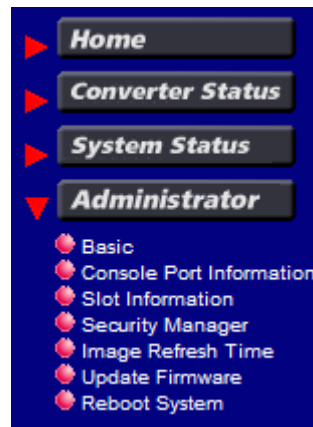 Home
Converter Status
System Status
Administrator
Basic
Console Port Information
Slot Information
Security Manager
Image Refresh Time
Update Firmware
Reboot System